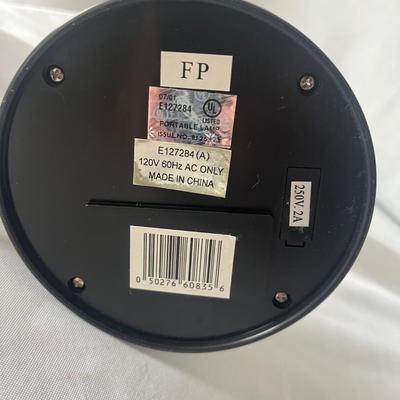 FP
07/07
E127284
UL
LISTED
PORTABLE LAMP
ISSUE NO.
E127284(A)
120V 60Hz AC ONLY
MADE IN CHINA
250V. 2A
0 50276 60835 6